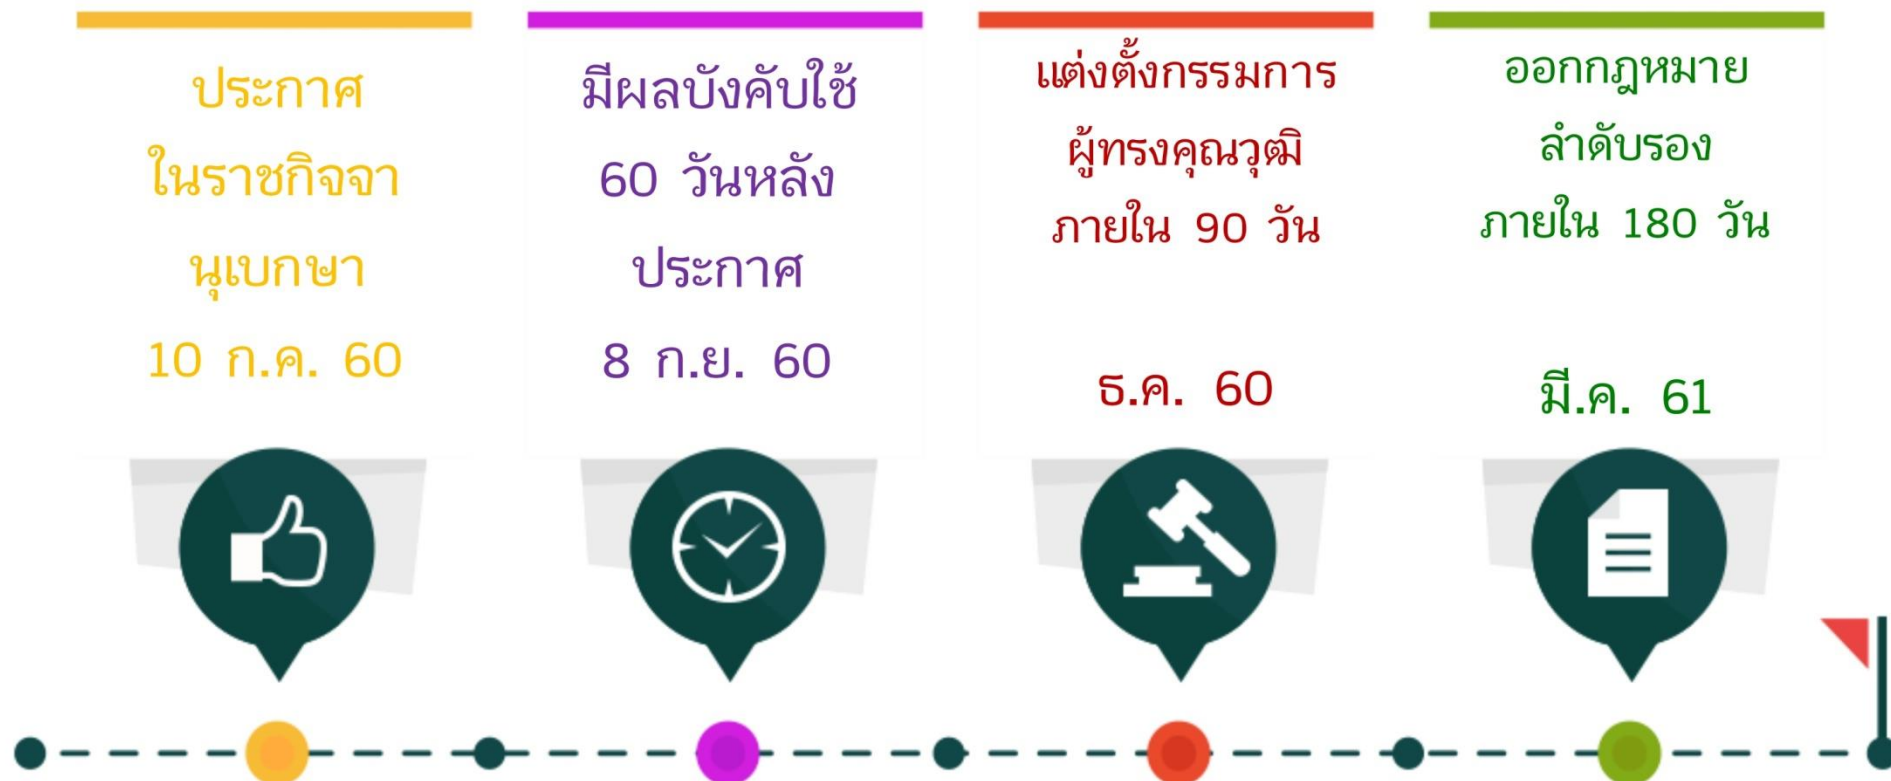 ประกาศ
ในราชกิจจา
นุเบกษา
10 ก.ค. 60
มีผลบังคับใช้
60 วันหลัง
ประกาศ
8 ก.ย. 60
แต่งตั้งกรรมการ
ผู้ทรงคุณวุฒิ
ภายใน 90 วัน
ธ.ค. 60
ออกกฎหมาย
ลำดับรอง
ภายใน 180 วัน
มี.ค. 61